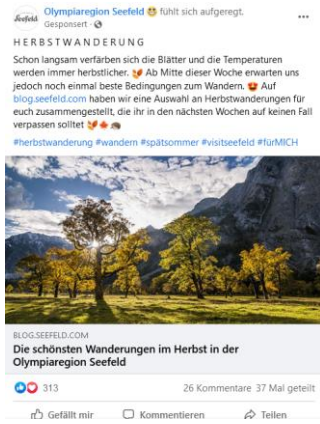 Seefeld
Olympiaregion Seefeld 😁 fühlt sich aufgeregt.
Gesponsert ·
HERBSTWANDERUNG
Schon langsam verfärben sich die Blätter und die Temperaturen
werden immer herbstlicher. 🍂 Ab Mitte dieser Woche erwarten uns
jedoch noch einmal beste Bedingungen zum Wandern. 🤩 Auf
blog.seefeld.com haben wir eine Auswahl an Herbstwanderungen für
euch zusammengestellt, die ihr in den nächsten Wochen auf keinen Fall
verpassen solltet 🍂🍁🦔
#herbstwanderung #wandern #spätsommer #visitseefeld #fürMICH
BLOG.SEEFELD.COM
Die schönsten Wanderungen im Herbst in der
Olympiaregion Seefeld
313
26 Kommentare 37 Mal geteilt
Gefällt mir
Kommentieren
Teilen